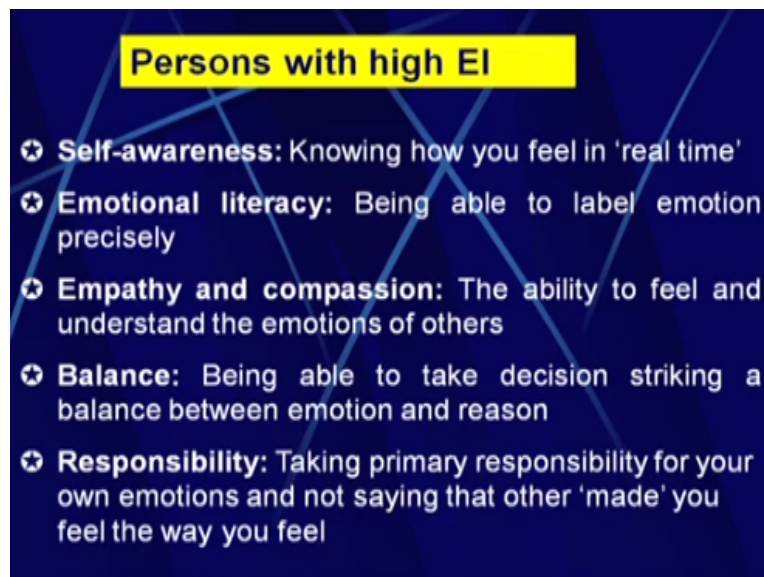 Persons with high EI
Self-awareness: Knowing how you feel in 'real time'
Emotional literacy: Being able to label emotion
precisely
Empathy and compassion: The ability to feel and
understand the emotions of others
Balance: Being able to take decision striking a
balance between emotion and reason
Responsibility: Taking primary responsibility for your
own emotions and not saying that other 'made' you
feel the way you feel